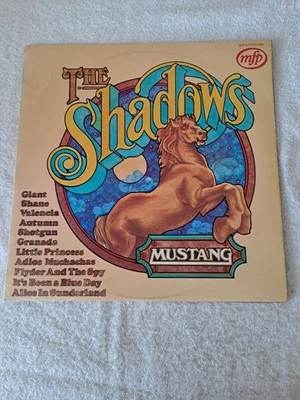 THE
mfp
Shadows
Giant
Shane
Valencia
Autumn
Shotgun
Granada
Little Princess
Adios Muchachas
Flyder And The Spy
It's Been a Blue Day
Alice In Sunderland
MUSTANG